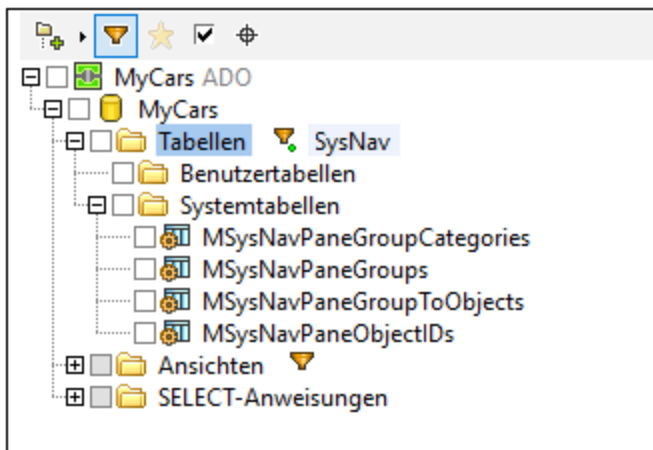 MyCars ADO
MyCars
Tabellen SysNav
Benutzertabellen
Systemtabellen
MSysNavPaneGroupCategories
MSysNavPaneGroups
MSysNavPaneGroupToObjects
MSysNavPaneObjectIDs
Ansichten
SELECT-Anweisungen